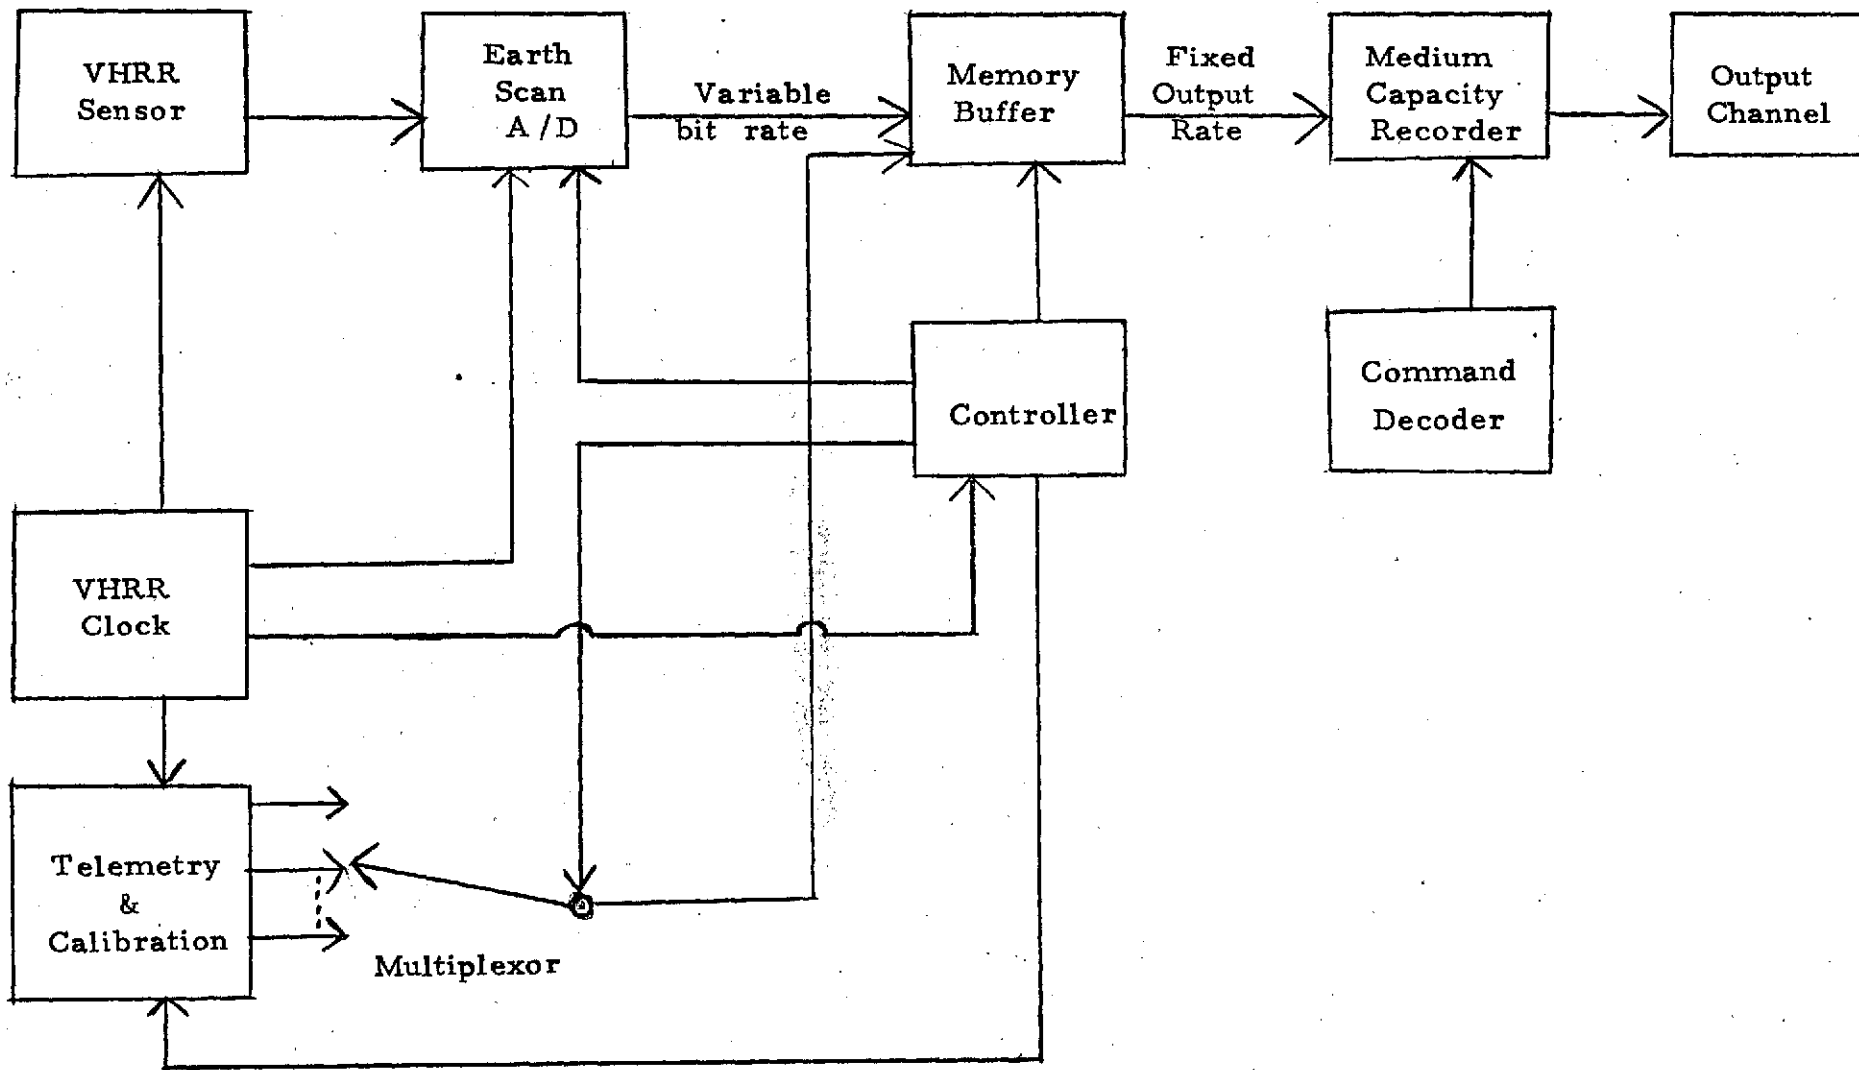 VHRR
Sensor
Earth
Scan
A/D
Variable
bit rate
Memory
Buffer
Fixed
Output
Rate
Medium
Capacity
Recorder
Output
Channel
Controller
Command
Decoder
VHRR
Clock
Telemetry
&
Calibration
Multiplexor